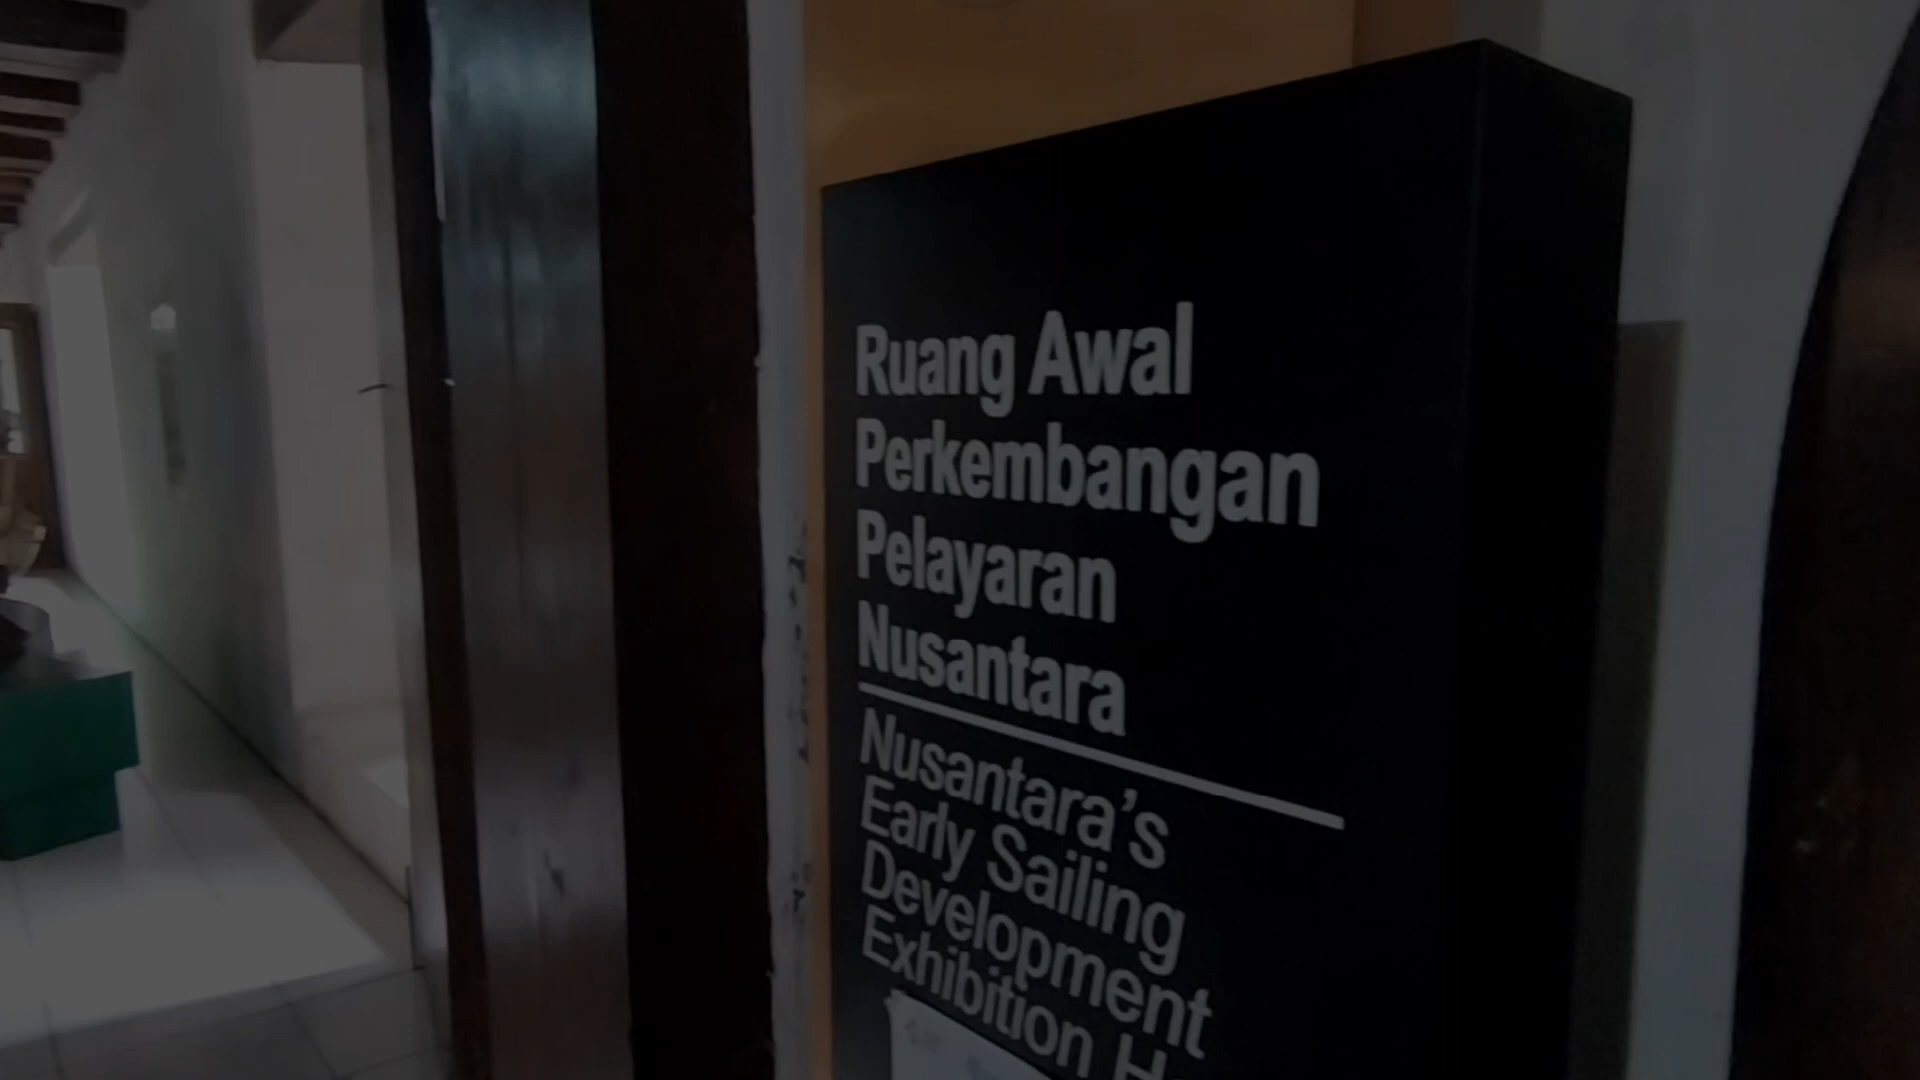 Ruang Awal
Perkembangan
Pelayaran
Nusantara
Nusantara's
Early Sailing
Development
Exhibition